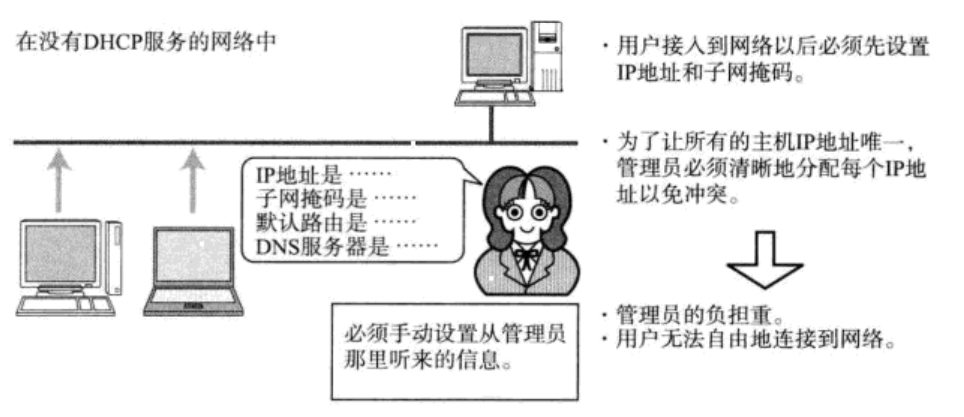 在没有DHCP服务的网络中
·用户接入到网络以后必须先设置
IP地址和子网掩码。
·为了让所有的主机IP地址唯一，
管理员必须清晰地分配每个IP地
址以免冲突。
IP地址是 ……
子网掩码是 ……
默认路由是 ……
DNS服务器是 ……
必须手动设置从管理员
那里听来的信息。
·管理员的负担重。
·用户无法自由地连接到网络。